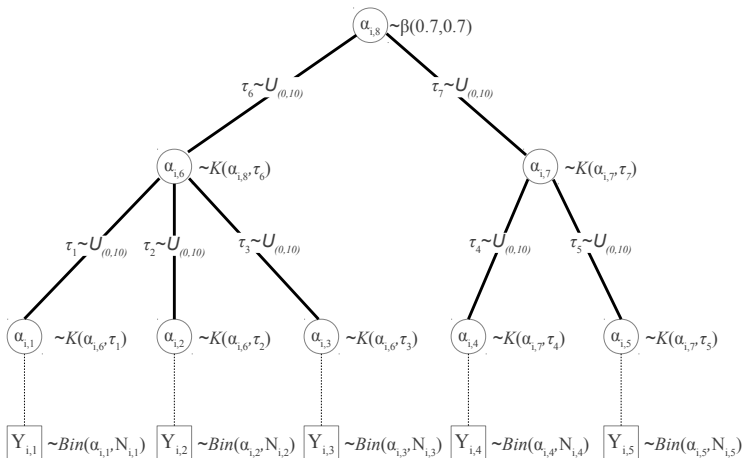 α_{i,8} ~β(0.7,0.7)
τ_6~U_{(0,10)} τ_7~U_{(0,10)}
α_{i,6} ~K(α_{i,8},τ_6) α_{i,7} ~K(α_{i,7},τ_7)
τ_1~U_{(0,10)} τ_2~U_{(0,10)} τ_3~U_{(0,10)} τ_4~U_{(0,10)} τ_5~U_{(0,10)}
α_{i,1} ~K(α_{i,6},τ_1) α_{i,2} ~K(α_{i,6},τ_2) α_{i,3} ~K(α_{i,6},τ_3) α_{i,4} ~K(α_{i,7},τ_4) α_{i,5} ~K(α_{i,7},τ_5)
Y_{i,1} ~Bin(α_{i,1},N_{i,1}) Y_{i,2} ~Bin(α_{i,2},N_{i,2}) Y_{i,3} ~Bin(α_{i,3},N_{i,3}) Y_{i,4} ~Bin(α_{i,4},N_{i,4}) Y_{i,5} ~Bin(α_{i,5},N_{i,5})